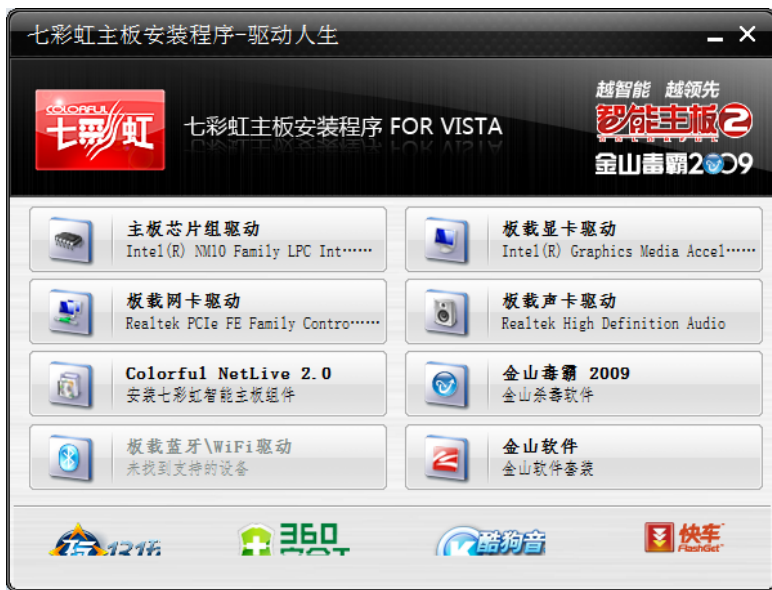 七彩虹主板安装程序-驱动人生
COLORFUL
七彩虹
七彩虹主板安装程序 FOR VISTA
越智能 越领先
智能主板2
金山毒霸2009
主板芯片组驱动
Intel(R) NM10 Family LPC Int……
板载显卡驱动
Intel(R) Graphics Media Accel……
板载网卡驱动
Realtek PCIe FE Family Contro……
板载声卡驱动
Realtek High Definition Audio
Colorful NetLive 2.0
安装七彩虹智能主板组件
金山毒霸 2009
金山杀毒软件
板载蓝牙\WiFi驱动
未找到支持的设备
金山软件
金山软件套装
360
酷狗音
快车
FlashGet